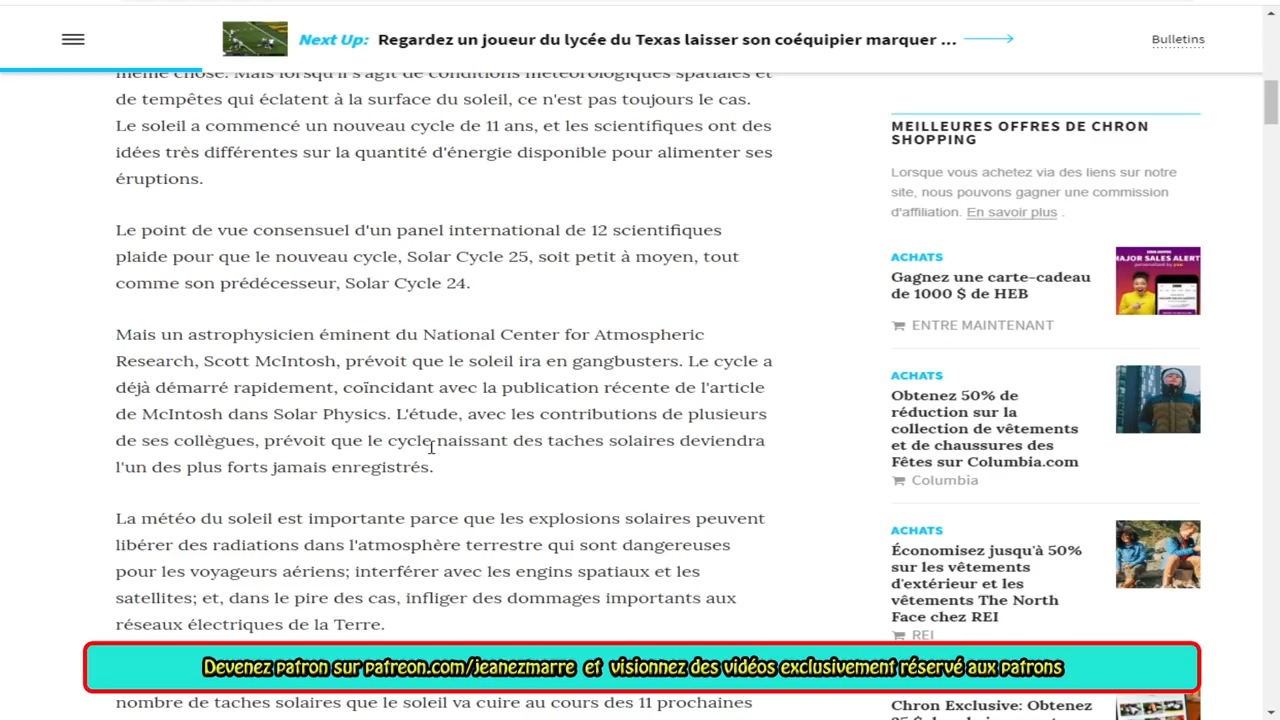 Next Up: Regardez un joueur du lycée du Texas laisser son coéquipier marquer ...
Bulletins
même chose. Mais lorsqu'il s'agit de conditions météorologiques spatiales et
de tempêtes qui éclatent à la surface du soleil, ce n'est pas toujours le cas.
Le soleil a commencé un nouveau cycle de 11 ans, et les scientifiques ont des
idées très différentes sur la quantité d'énergie disponible pour alimenter ses
éruptions.
Le point de vue consensuel d'un panel international de 12 scientifiques
plaide pour que le nouveau cycle, Solar Cycle 25, soit petit à moyen, tout
comme son prédécesseur, Solar Cycle 24.
Mais un astrophysicien éminent du National Center for Atmospheric
Research, Scott McIntosh, prévoit que le soleil ira en gangbusters. Le cycle a
déjà démarré rapidement, coïncidant avec la publication récente de l'article
de McIntosh dans Solar Physics. L'étude, avec les contributions de plusieurs
de ses collègues, prévoit que le cycle naissant des taches solaires deviendra
l'un des plus forts jamais enregistrés.
La météo du soleil est importante parce que les explosions solaires peuvent
libérer des radiations dans l'atmosphère terrestre qui sont dangereuses
pour les voyageurs aériens; interférer avec les engins spatiaux et les
satellites; et, dans le pire des cas, infliger des dommages importants aux
réseaux électriques de la Terre.
nombre de taches solaires que le soleil va cuire au cours des 11 prochaines
MEILLEURES OFFRES DE CHRON
SHOPPING
Lorsque vous achetez via des liens sur notre
site, nous pouvons gagner une commission
d'affiliation. En savoir plus .
ACHATS
Gagnez une carte-cadeau
de 1000 $ de HEB
ENTRE MAINTENANT
MAJOR SALES ALERT
ACHATS
Obtenez 50% de
réduction sur la
collection de vêtements
et de chaussures des
Fêtes sur Columbia.com
Columbia
ACHATS
Économisez jusqu'à 50%
sur les vêtements
d'extérieur et les
vêtements The North
Face chez REI
REI
Chron Exclusive: Obtenez
Devenez patron sur patreon.com/jeanezmarre et visionnez des vidéos exclusivement réservé aux patrons